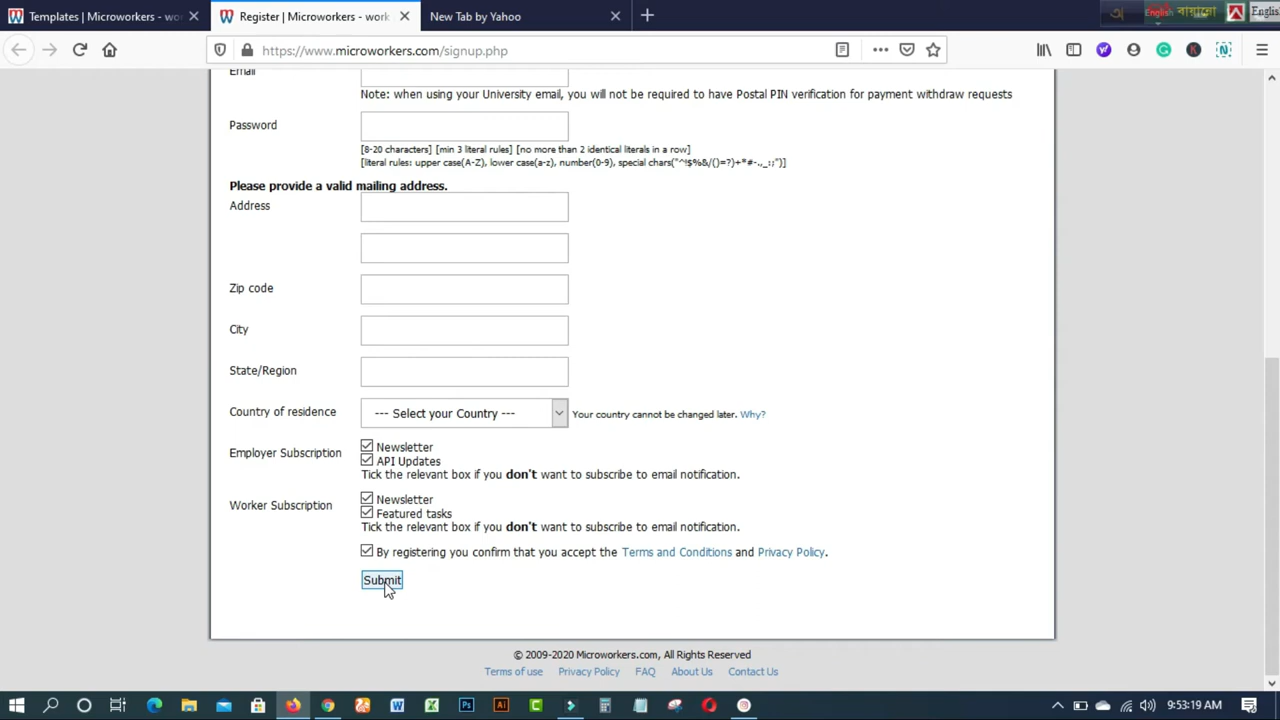 Templates | Microworkers - wo
Register | Microworkers - work
New Tab by Yahoo
English
বায়ান্নো
English
https://www.microworkers.com/signup.php
Email
Note: when using your University email, you will not be required to have Postal PIN verification for payment withdraw requests
Password
[8-20 characters] [min 3 literal rules] [no more than 2 identical literals in a row]
[literal rules: upper case(A-Z), lower case(a-z), number(0-9), special chars("^!$%&/()=?)+*#-.,_:;")]
Please provide a valid mailing address.
Address
Zip code
City
State/Region
Country of residence
--- Select your Country ---
Your country cannot be changed later. Why?
Employer Subscription
Newsletter
API Updates
Tick the relevant box if you don't want to subscribe to email notification.
Worker Subscription
Newsletter
Featured tasks
Tick the relevant box if you don't want to subscribe to email notification.
By registering you confirm that you accept the Terms and Conditions and Privacy Policy.
Submit
© 2009-2020 Microworkers.com, All Rights Reserved
Terms of use Privacy Policy FAQ About Us Contact Us
9:53:19 AM